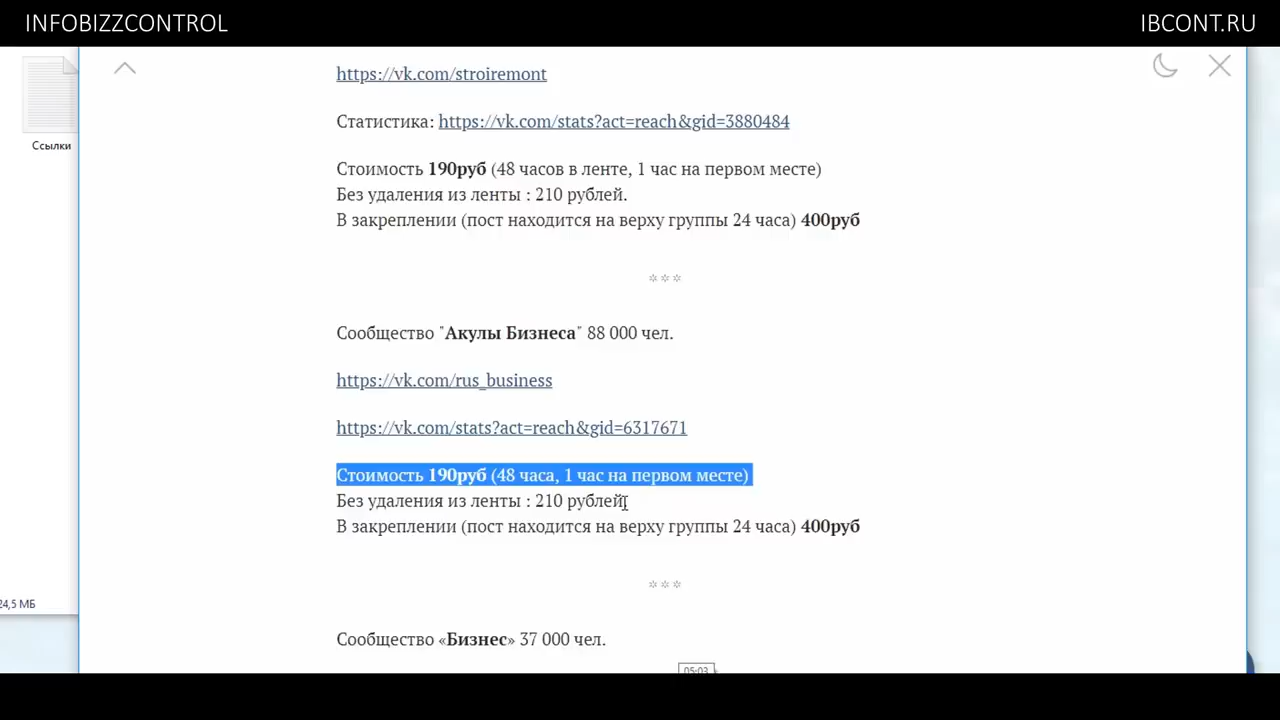 INFOBIZZCONTROL
IBCONT.RU
https://vk.com/stroiremont
Статистика: https://vk.com/stats?act=reach&gid=3880484
Ссылки
Стоимость 190руб (48 часов в ленте, 1 час на первом месте)
Без удаления из ленты : 210 рублей.
В закреплении (пост находится на верху группы 24 часа) 400руб
***
Сообщество "Акулы Бизнеса" 88 000 чел.
https://vk.com/rus_business
https://vk.com/stats?act=reach&gid=6317671
Стоимость 190руб (48 часа, 1 час на первом месте)
Без удаления из ленты : 210 рублей
В закреплении (пост находится на верху группы 24 часа) 400руб
***
24,5 МБ
Сообщество «Бизнес» 37 000 чел.
05:03